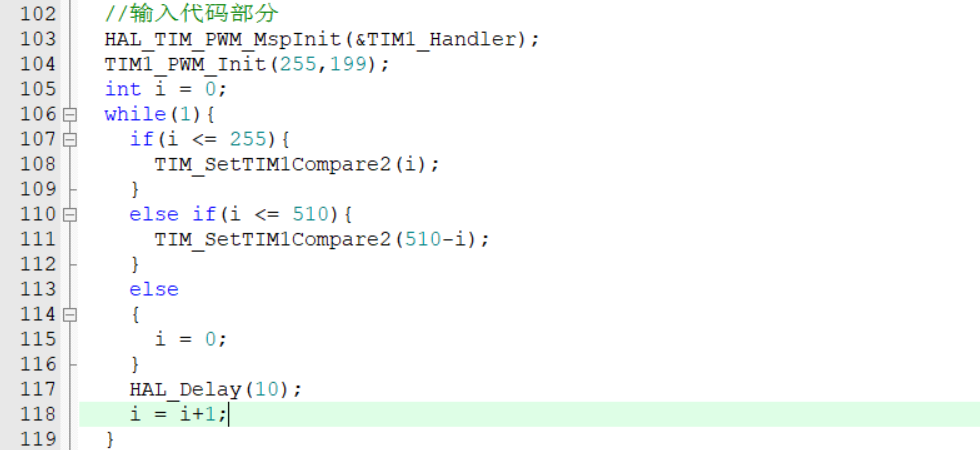 102 //输入代码部分
103 HAL_TIM_PWM_MspInit(&TIM1_Handler);
104 TIM1_PWM_Init(255,199);
105 int i = 0;
106 while(1){
107 if(i <= 255){
108 TIM_SetTIM1Compare2(i);
109 }
110 else if(i <= 510){
111 TIM_SetTIM1Compare2(510-i);
112 }
113 else
114 {
115 i = 0;
116 }
117 HAL_Delay(10);
118 i = i+1;
119 }